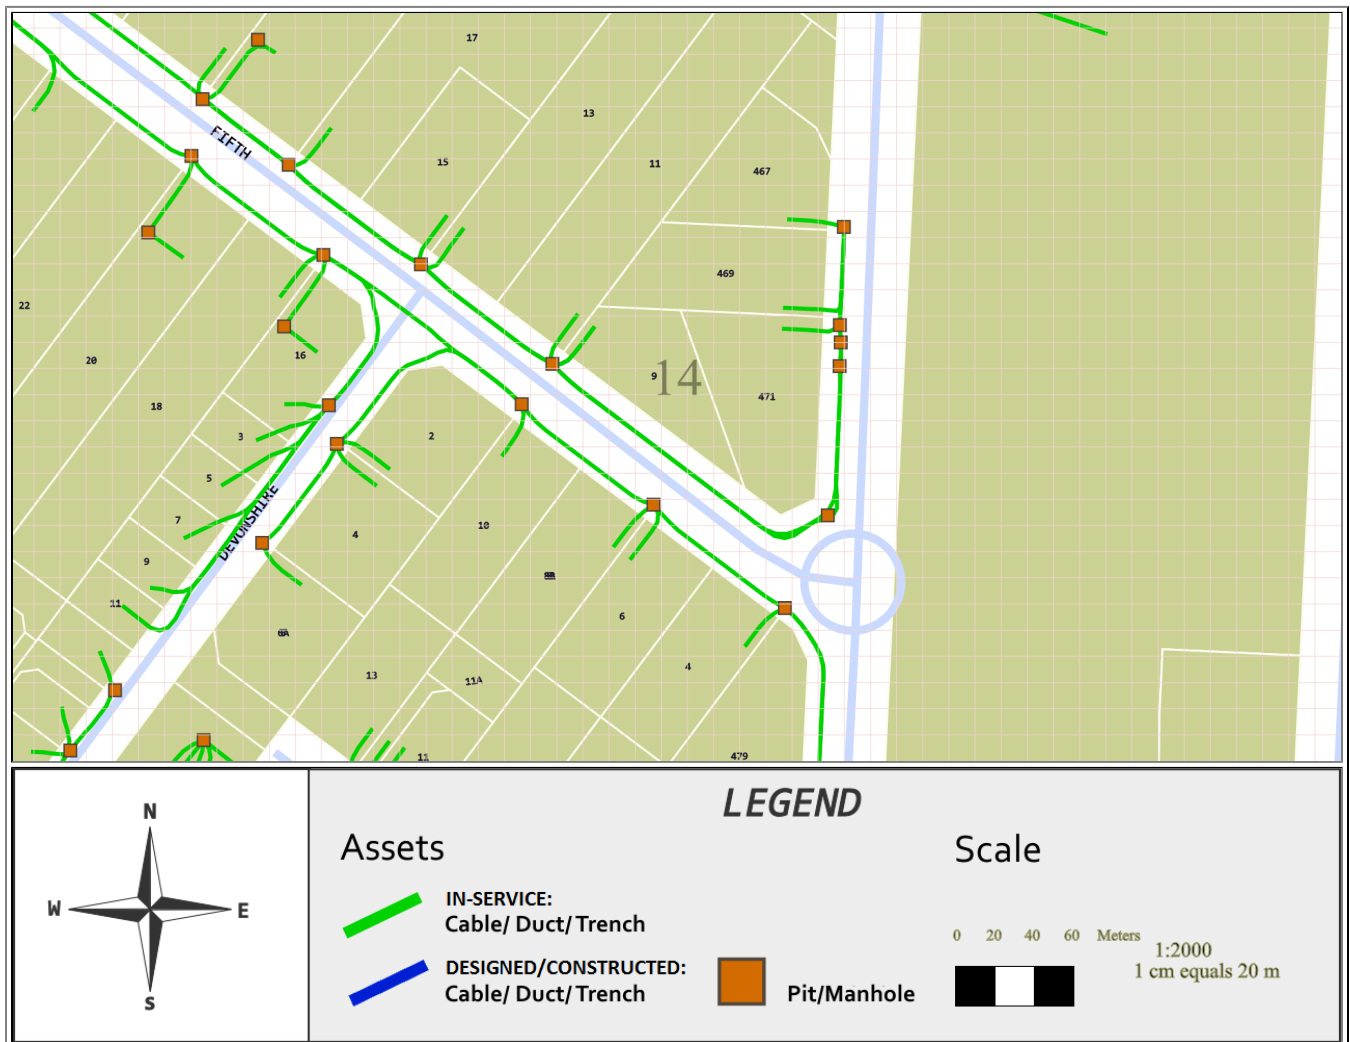 17
13
FIFTH
15
11
467
469
22
16
20
9
14
471
18
3
2
5
DEVONSHIRE
7
10
4
9
11
6
6A
4
13
11A
11
479
N
W
E
S
LEGEND
Assets
Scale
IN-SERVICE:
Cable/ Duct/ Trench
0 20 40 60 Meters
1:2000
1 cm equals 20 m
DESIGNED/CONSTRUCTED:
Cable/ Duct/ Trench
Pit/Manhole